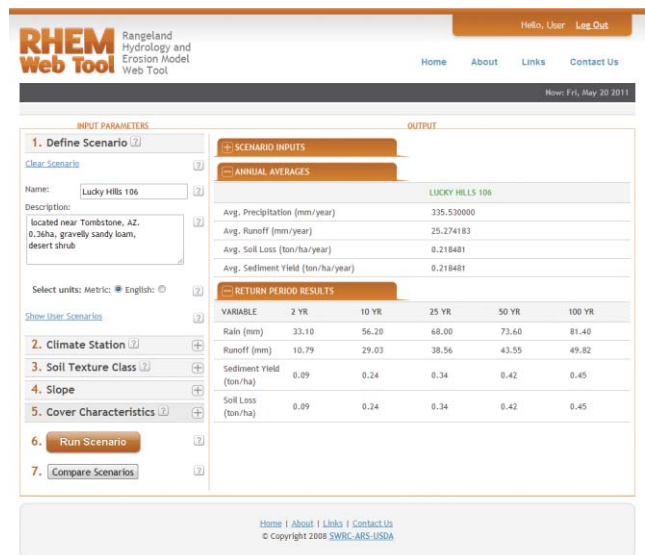 Hello, User Log Out
RHEM
Web Tool
Rangeland
Hydrology and
Erosion Model
Web Tool
Home About Links Contact Us
Now: Fri, May 20 2011
INPUT PARAMETERS
1. Define Scenario ?
Clear Scenario ?
Name: Lucky Hills 106 ?
Description:
located near Tombstone, AZ.
0.36ha, gravelly sandy loam,
desert shrub
?
Select units: Metric: English: ?
Show User Scenarios ?
2. Climate Station ? +
3. Soil Texture Class ? +
4. Slope +
5. Cover Characteristics ? +
6. Run Scenario ?
7. Compare Scenarios ?
OUTPUT
+ SCENARIO INPUTS
- ANNUAL AVERAGES
LUCKY HILLS 106
Avg. Precipitation (mm/year) 335.530000
Avg. Runoff (mm/year) 25.274183
Avg. Soil Loss (ton/ha/year) 0.218481
Avg. Sediment Yield (ton/ha/year) 0.218481
- RETURN PERIOD RESULTS
VARIABLE 2 YR 10 YR 25 YR 50 YR 100 YR
Rain (mm) 33.10 56.20 68.00 73.60 81.40
Runoff (mm) 10.79 29.03 38.56 43.55 49.82
Sediment Yield
(ton/ha) 0.09 0.24 0.34 0.42 0.45
Soil Loss
(ton/ha) 0.09 0.24 0.34 0.42 0.45
Home | About | Links | Contact Us
© Copyright 2008 SWRC-ARS-USDA